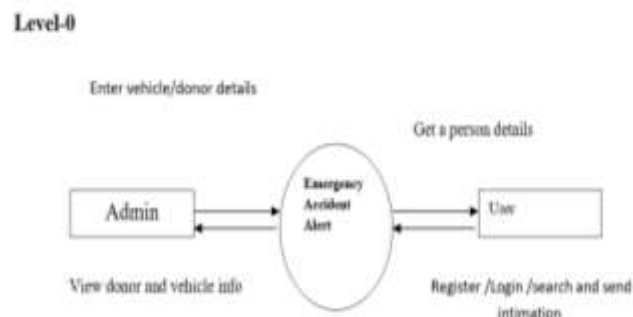 Level-0
Enter vehicle/donor details
Get a person details
Emergency
Accident
Alert
Admin
User
View donor and vehicle info
Register /Login /search and send
intimation